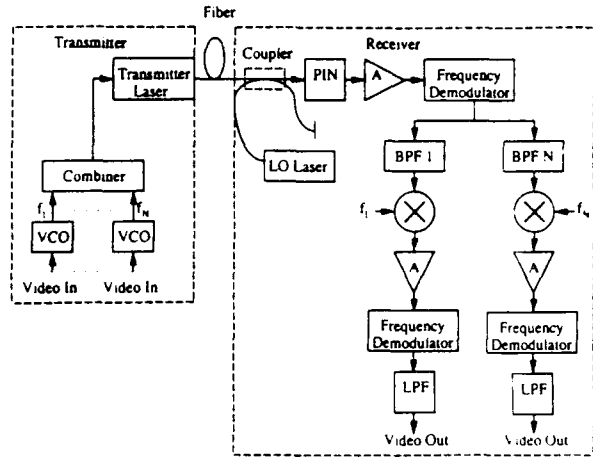 Fiber
Transmitter
Coupler
Receiver
Transmitter
Laser
PIN
A
Frequency
Demodulator
LO Laser
BPF 1
BPF N
Combiner
f1
fN
f1
fN
VCO
VCO
A
A
Video In
Video In
Frequency
Demodulator
Frequency
Demodulator
LPF
LPF
Video Out
Video Out